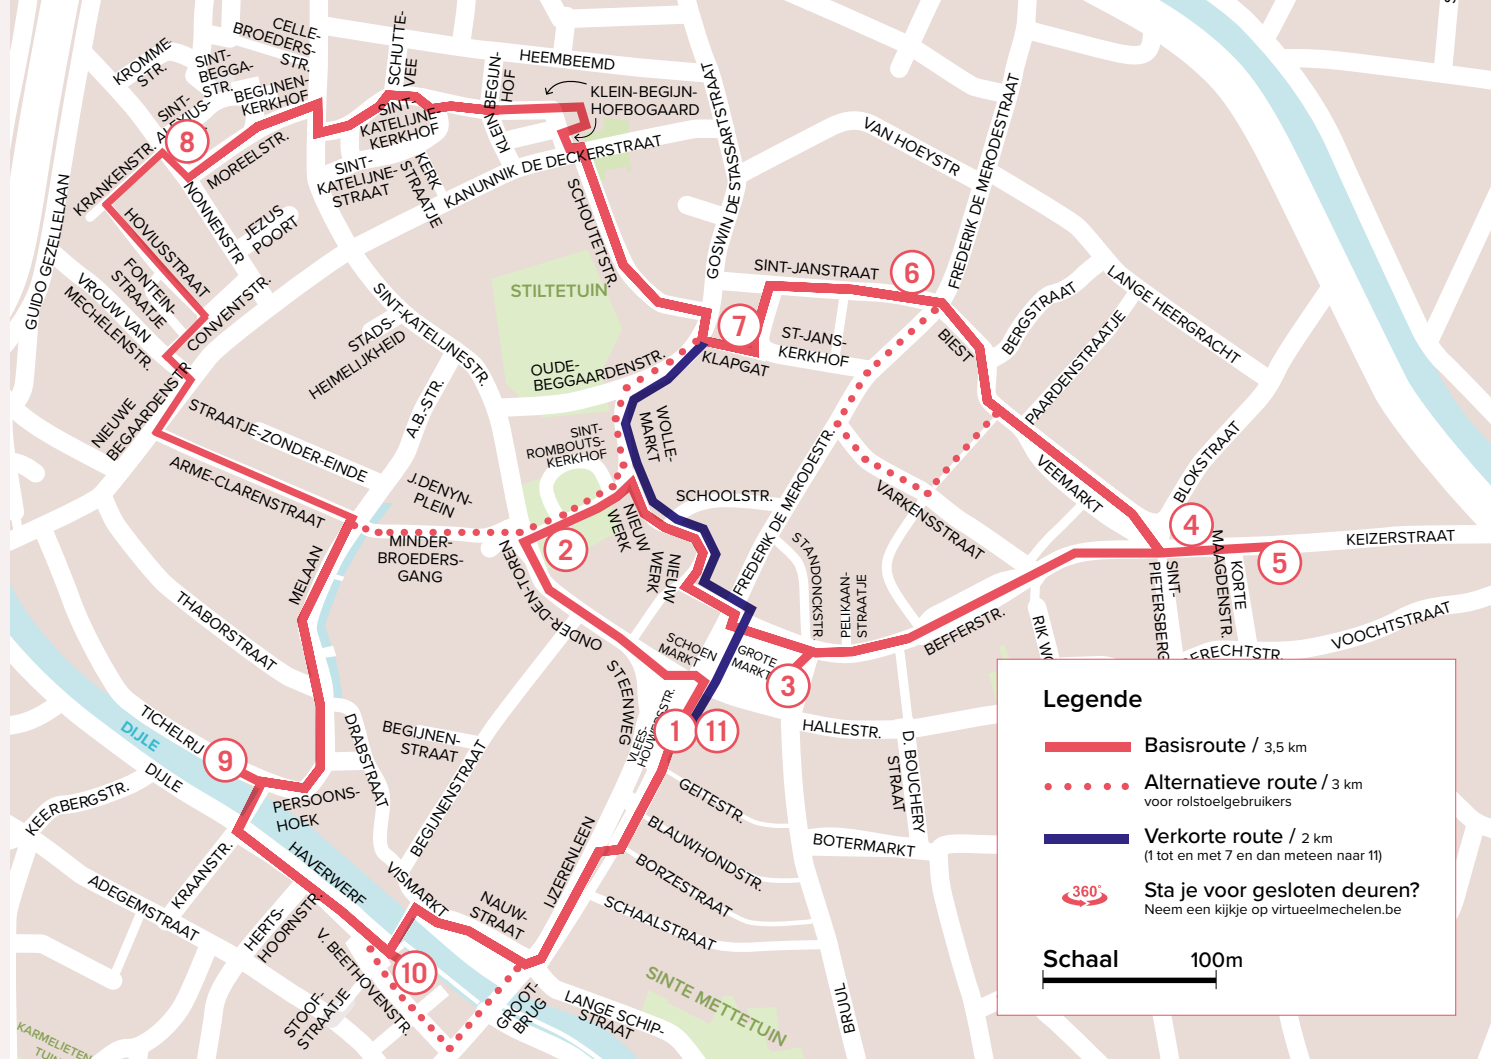 CELLE-
BROEDERS-
STR.
SCHUTTE-
VEE
KROMME
STR.
SINT-
BEGGA-
STR.
BEGIJNEN-
KERKHOF
SINT-
ALEXIUS-
HEEMBEEMD
KLEIN BEGIJN-
HOF
KLEIN-BEGIJN-
HOFBOGAARD
SINT-
KATELIJNE-
KERKHOF
8
KRANKENSTR.
MOREELSTR.
NONNENSTR
JEZUS
POORT
SINT-
KATELIJNE-
STRAAT
KERK
STRAATJE
KANUNNIK DE DECKERSTRAAT
SCHOUTETSTR.
GOSWIN DE STASSARTSTRAAT
VAN HOEYSTR
FREDERIK DE MERODESTRAAT
GUIDO GEZELLELAAN
HOVIUSSTRAAT
FONTEIN-
STRAATJE
VROUW VAN
MECHELENSTR.
CONVENTSTR.
STADS-
HEIMELIJKHEID
SINT-KATELIJNESTR.
STILTETUIN
SINT-JANSTRAAT
6
7
ST-JANS-
KERKHOF
KLAPGAT
BIEST
BERGSTRAAT
LANGE HEERGRACHT
PAARDENSTRAATJE
OUDE-
BEGGAARDENSTR.
NIEUWE
BEGAARDENSTR
STRAATJE-ZONDER-EINDE
ARME-CLARENSTRAAT
A.B.-STR.
J.DENYN-
PLEIN
SINT-
ROMBOUTS-
KERKHOF
WOLLE-
MARKT
SCHOOLSTR.
FREDERIK DE MERODESTR.
VARKENSSTRAAT
VEEMARKT
BLOKSTRAAT
4
5
KEIZERSTRAAT
MAAGDENSTR.
KORTE
SINT-
PIETERSBERG
VOOCHTSTRAAT
MINDER-
BROEDERS-
GANG
2
NIEUW
WERK
NIEUW
WERK
ONDER-DEN-TOREN
STANDONCKSTR.
PELIKAAN-
STRAATJE
BEFFERSTR.
MELAAN
THABORSTRAAT
SCHOEN
MARKT
GROTE
MARKT
3
STEENWEG
VLEES-
1
11
HALLESTR.
D. BOUCHERY
STRAAT
TICHELRIJ
DIJLE
9
DIJLE
KEERBERGSTR.
PERSOONS-
HOEK
DRABSTRAAT
BEGIJNEN-
STRAAT
BEGIJNENSTRAAT
GEITESTR.
BLAUWHONDSTR.
BORZESTRAAT
SCHAALSTRAAT
BOTERMARKT
IJZERENLEEN
HAVERWERF
VISMARKT
NAUW-
STRAAT
KRAANSTR.
ADEGEMSTRAAT
HERTS-
HOORNSTR.
V. BEETHOVENSTR.
10
STOOF-
STRAATJE
GROOT-
BRUG
LANGE SCHIP-
STRAAT
SINTE METTETUIN
BRUUL
KARMELIETEN
Legende
Basisroute / 3,5 km
Alternatieve route / 3 km
voor rolstoelgebruikers
Verkorte route / 2 km
(1 tot en met 7 en dan meteen naar 11)
360°
Sta je voor gesloten deuren?
Neem een kijkje op virtueelmechelen.be
Schaal 100m